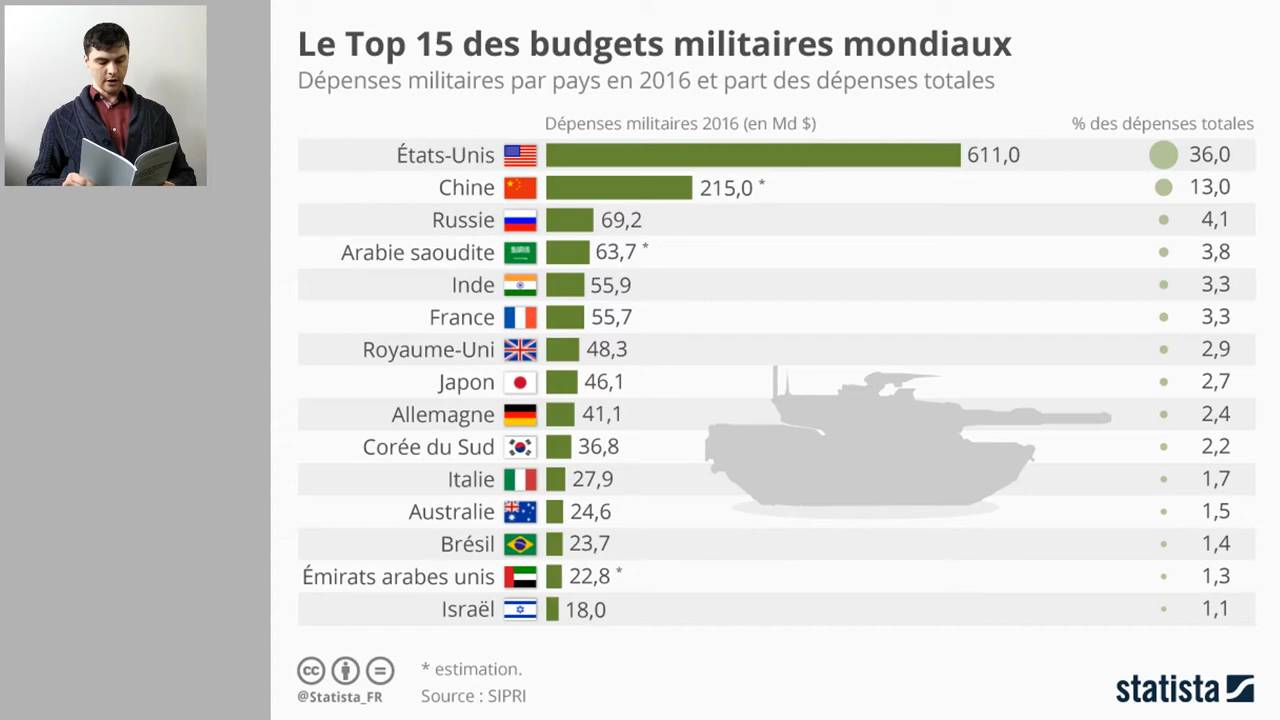 Le Top 15 des budgets militaires mondiaux
Dépenses militaires par pays en 2016 et part des dépenses totales
Dépenses militaires 2016 (en Md $) % des dépenses totales
États-Unis 611,0 36,0
Chine 215,0 * 13,0
Russie 69,2 4,1
Arabie saoudite 63,7 * 3,8
Inde 55,9 3,3
France 55,7 3,3
Royaume-Uni 48,3 2,9
Japon 46,1 2,7
Allemagne 41,1 2,4
Corée du Sud 36,8 2,2
Italie 27,9 1,7
Australie 24,6 1,5
Brésil 23,7 1,4
Émirats arabes unis 22,8 * 1,3
Israël 18,0 1,1
cc
@Statista_FR
* estimation.
Source : SIPRI
statista